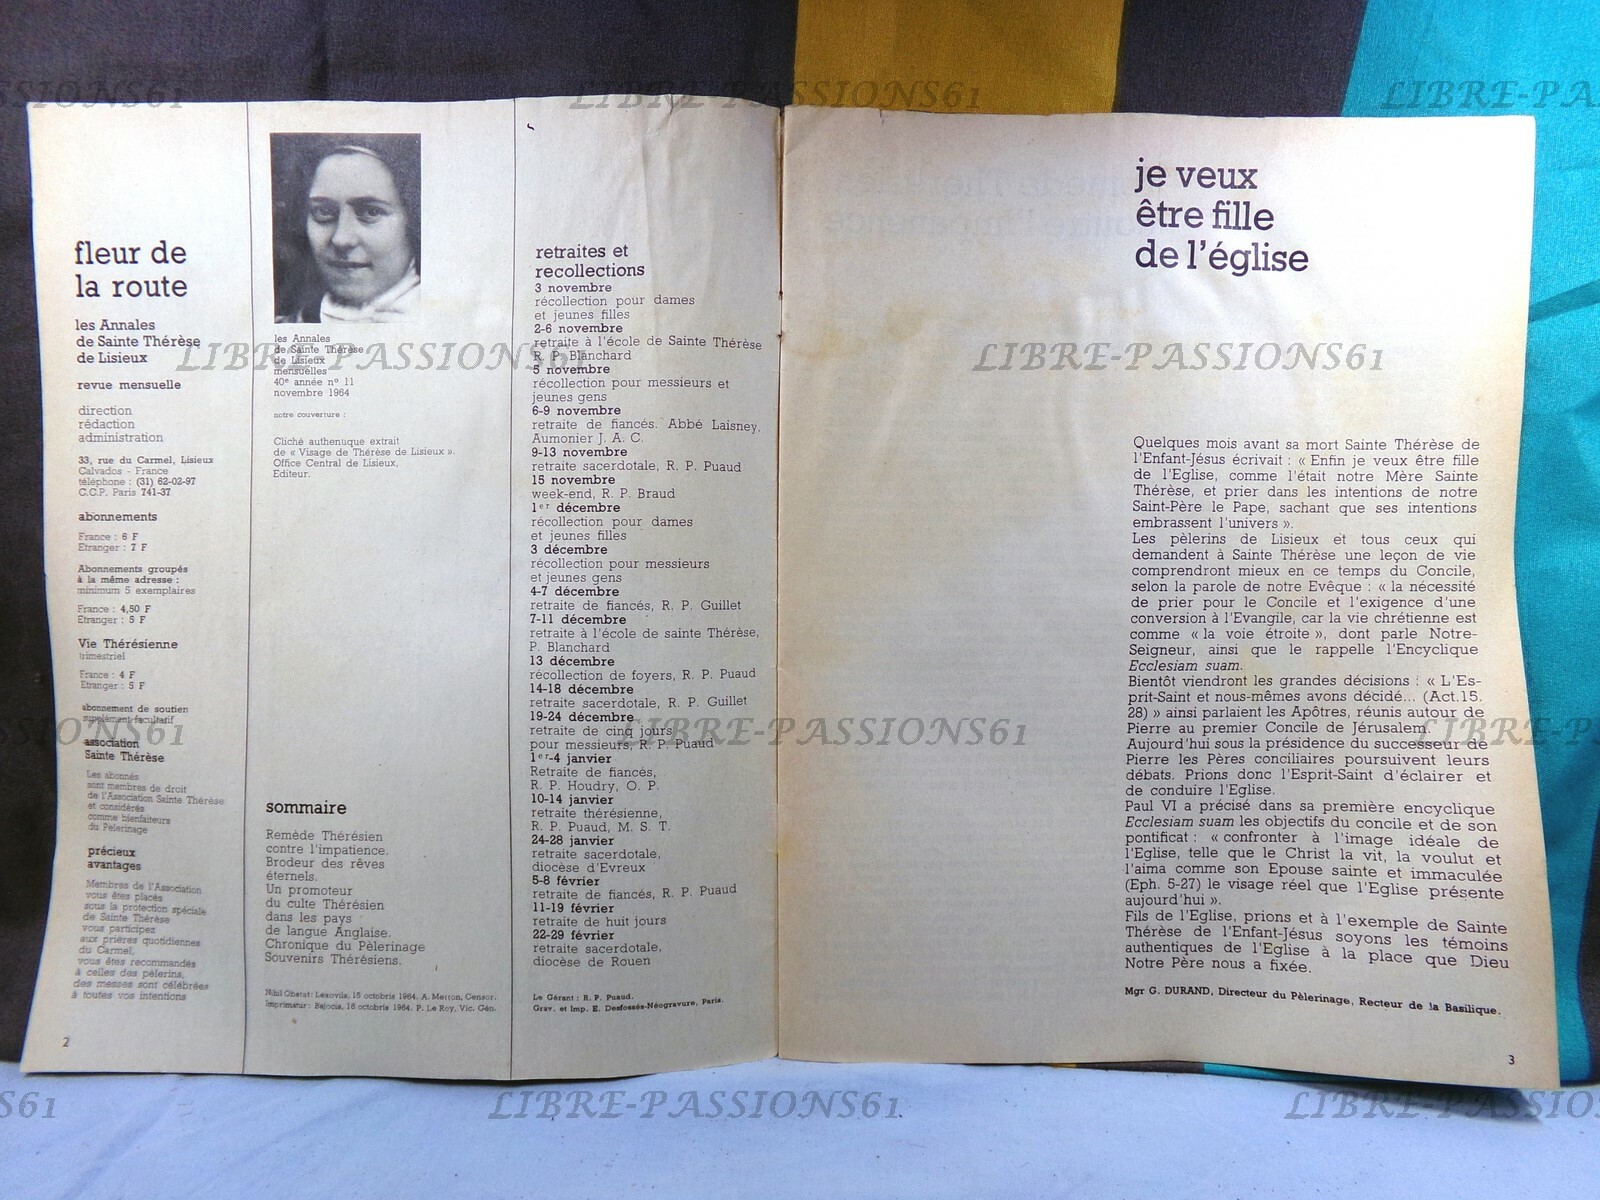 fleur de
la route
les Annales
de Sainte Thérèse
de Lisieux
revue mensuelle
direction
rédaction
administration
33, rue du Carmel, Lisieux
Calvados - France
téléphone : (31) 62-02-97
C.C.P. Paris 741-37
abonnements
France : 6 F
Etranger : 7 F
Abonnements groupés
à la même adresse :
minimum 5 exemplaires
France : 4,50 F
Etranger : 5 F
Vie Thérésienne
trimestriel
France : 4 F
Etranger : 5 F
abonnement de soutien
supplément facultatif
association
Sainte Thérèse
Les abonnés
sont membres de droit
de l'Association Sainte Thérèse
et considérés
comme bienfaiteurs
du Pèlerinage
précieux
avantages
Membres de l'Association
vous êtes placés
sous la protection spéciale
de Sainte Thérèse
vous participez
aux prières quotidiennes
du Carmel,
vous êtes recommandés
à celles des pèlerins,
des messes sont célébrées
à toutes vos intentions
2
les Annales
de Sainte Thérèse
de Lisieux
mensuelles
40e année nº 11
novembre 1964
notre couverture :
Cliché authenuque extrait
de « Visage de Thérèse de Lisieux ».
Office Central de Lisieux,
Editeur.
sommaire
Remède Thérésien
contre l'impatience.
Brodeur des rêves
éternels.
Un promoteur
du culte Thérésien
dans les pays
de langue Anglaise.
Chronique du Pèlerinage
Souvenirs Thérésiens.
Nihil Obstat : Lexoviis, 15 octobris 1964. A. Merton, Censor.
Imprimatur : Bajocis, 16 octobris 1964. P. Le Roy, Vic. Gén.
retraites et
recollections
3 novembre
récollection pour dames
et jeunes filles
2-6 novembre
retraite à l'école de Sainte Thérèse
R. P. Blanchard
5 novembre
récollection pour messieurs et
jeunes gens
6-9 novembre
retraite de fiancés. Abbé Laisney,
Aumonier J. A. C.
9-13 novembre
retraite sacerdotale, R. P. Puaud
15 novembre
week-end, R. P. Braud
1er décembre
récollection pour dames
et jeunes filles
3 décembre
récollection pour messieurs
et jeunes gens
4-7 décembre
retraite de fiancés, R. P. Guillet
7-11 décembre
retraite à l'école de sainte Thérèse,
P. Blanchard
13 décembre
récollection de foyers, R. P. Puaud
14-18 décembre
retraite sacerdotale, R. P. Guillet
19-24 décembre
retraite de cinq jours
pour messieurs, R. P. Puaud
1er-4 janvier
Retraite de fiancés,
R. P. Houdry, O. P.
10-14 janvier
retraite thérésienne,
R. P. Puaud, M. S. T.
24-28 janvier
retraite sacerdotale,
diocèse d'Evreux
5-8 février
retraite de fiancés, R. P. Puaud
11-19 février
retraite de huit jours
22-29 février
retraite sacerdotale,
diocèse de Rouen
Le Gérant : R. P. Puaud.
Grav. et Imp. E. Desfossés-Néogravure, Paris.
je veux
être fille
de l'église
Quelques mois avant sa mort Sainte Thérèse de
l'Enfant-Jésus écrivait : « Enfin je veux être fille
de l'Eglise, comme l'était notre Mère Sainte
Thérèse, et prier dans les intentions de notre
Saint-Père le Pape, sachant que ses intentions
embrassent l'univers ».
Les pèlerins de Lisieux et tous ceux qui
demandent à Sainte Thérèse une leçon de vie
comprendront mieux en ce temps du Concile,
selon la parole de notre Evêque : « la nécessité
de prier pour le Concile et l'exigence d'une
conversion à l'Evangile, car la vie chrétienne est
comme « la voie étroite », dont parle Notre-
Seigneur, ainsi que le rappelle l'Encyclique
Ecclesiam suam.
Bientôt viendront les grandes décisions : « L'Es-
prit-Saint et nous-mêmes avons décidé... (Act.15.
28) » ainsi parlaient les Apôtres, réunis autour de
Pierre au premier Concile de Jérusalem.
Aujourd'hui sous la présidence du successeur de
Pierre les Pères conciliaires poursuivent leurs
débats. Prions donc l'Esprit-Saint d'éclairer et
de conduire l'Eglise.
Paul VI a précisé dans sa première encyclique
Ecclesiam suam les objectifs du concile et de son
pontificat : « confronter à l'image idéale de
l'Eglise, telle que le Christ la vit, la voulut et
l'aima comme son Epouse sainte et immaculée
(Eph. 5-27) le visage réel que l'Eglise présente
aujourd'hui ».
Fils de l'Eglise, prions et à l'exemple de Sainte
Thérèse de l'Enfant-Jésus soyons les témoins
authentiques de l'Eglise à la place que Dieu
Notre Père nous a fixée.
Mgr G. DURAND, Directeur du Pèlerinage, Recteur de la Basilique.
3
LIBRE-PASSIONS61